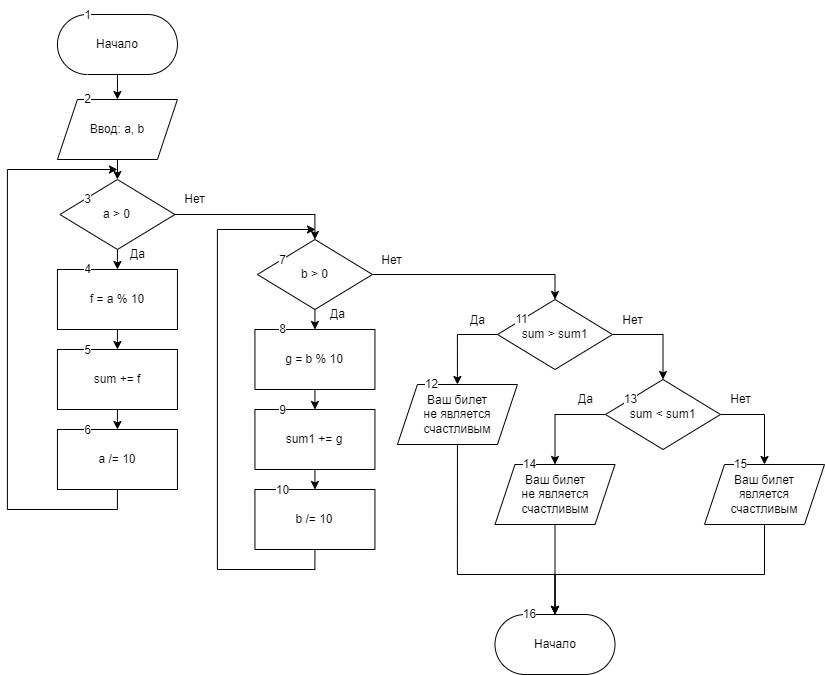 1
Начало
2
Ввод: a, b
3
a > 0
Нет
Да
4
f = a % 10
5
sum += f
6
a /= 10
7
b > 0
Нет
Да
8
g = b % 10
9
sum1 += g
10
b /= 10
11
sum > sum1
Да
Нет
12
Ваш билет
не является
счастливым
13
sum < sum1
Да
Нет
14
Ваш билет
не является
счастливым
15
Ваш билет
является
счастливым
16
Начало